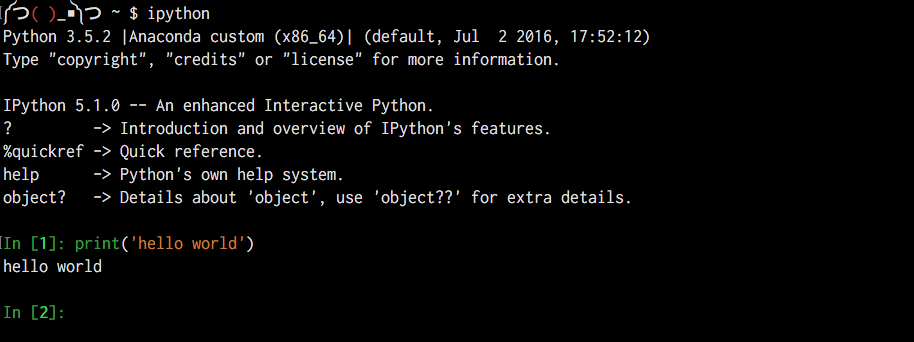 ༼つ( )_▪༽つ ~ $ ipython
Python 3.5.2 |Anaconda custom (x86_64)| (default, Jul  2 2016, 17:52:12)
Type "copyright", "credits" or "license" for more information.
IPython 5.1.0 -- An enhanced Interactive Python.
?         -> Introduction and overview of IPython's features.
%quickref -> Quick reference.
help      -> Python's own help system.
object?   -> Details about 'object', use 'object??' for extra details.
In [1]: print('hello world')
hello world
In [2]: